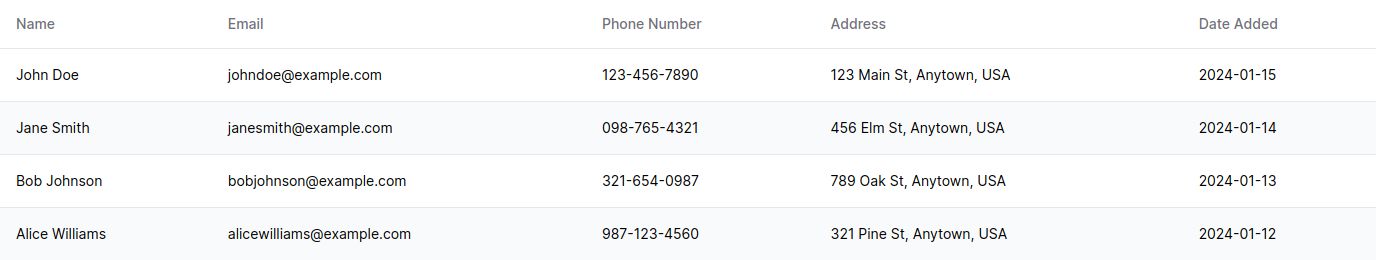 Name Email Phone Number Address Date Added
John Doe johndoe@example.com 123-456-7890 123 Main St, Anytown, USA 2024-01-15
Jane Smith janesmith@example.com 098-765-4321 456 Elm St, Anytown, USA 2024-01-14
Bob Johnson bobjohnson@example.com 321-654-0987 789 Oak St, Anytown, USA 2024-01-13
Alice Williams alicewilliams@example.com 987-123-4560 321 Pine St, Anytown, USA 2024-01-12